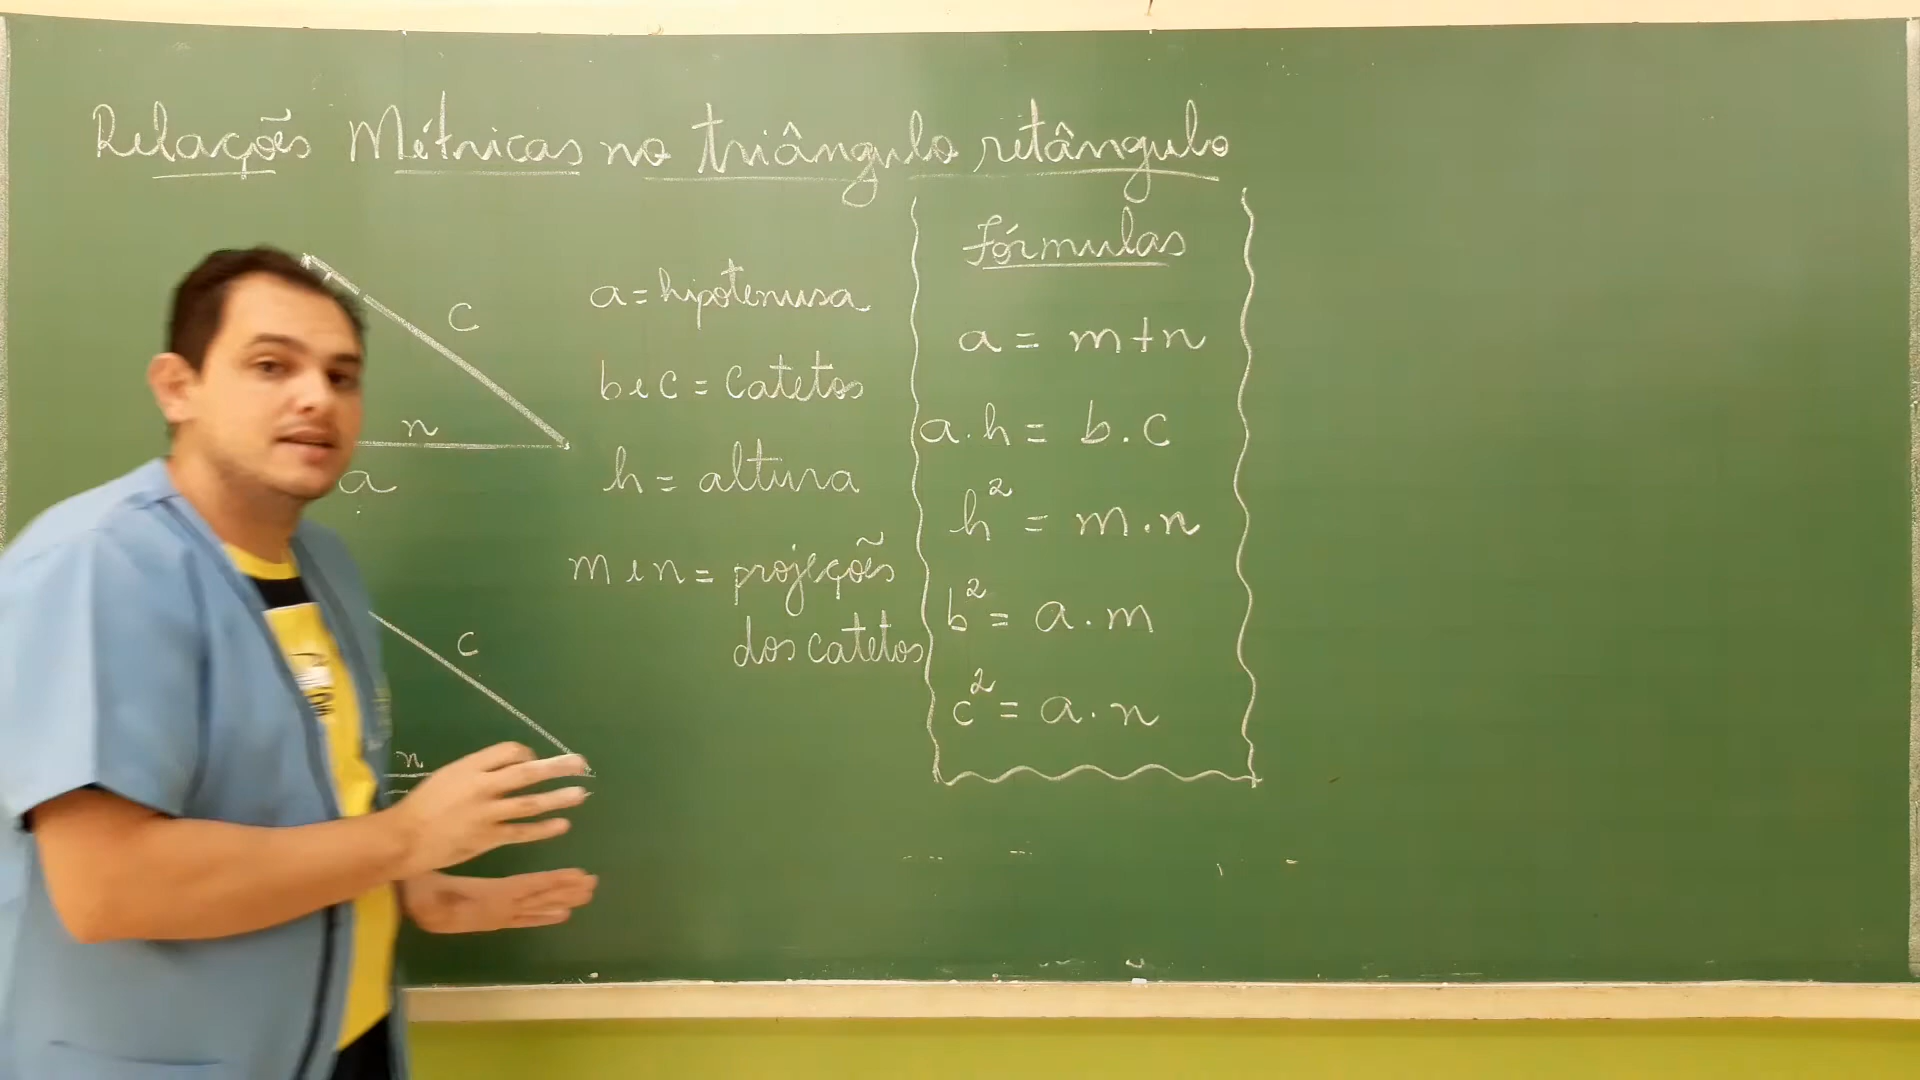 Relações Métricas no triângulo retângulo
c
n
a
c
n
a = hipotenusa
b e c = catetos
h = altura
m e n = projeções
dos catetos
Fórmulas
a = m+n
a.h = b.c
h² = m.n
b² = a.m
c² = a.n